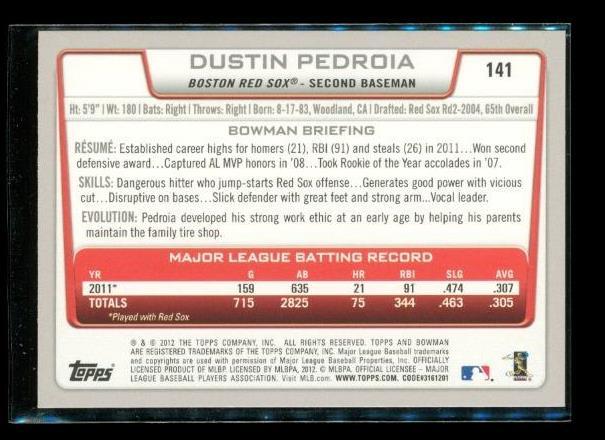 DUSTIN PEDROIA
141
BOSTON RED SOX® - SECOND BASEMAN
Ht: 5'9" | Wt: 180 | Bats: Right | Throws: Right | Born: 8-17-83, Woodland, CA | Drafted: Red Sox Rd2-2004, 65th Overall
BOWMAN BRIEFING
RÉSUMÉ: Established career highs for homers (21), RBI (91) and steals (26) in 2011...Won second
defensive award...Captured AL MVP honors in '08...Took Rookie of the Year accolades in '07.
SKILLS: Dangerous hitter who jump-starts Red Sox offense...Generates good power with vicious
cut...Disruptive on bases...Slick defender with great feet and strong arm...Vocal leader.
EVOLUTION: Pedroia developed his strong work ethic at an early age by helping his parents
maintain the family tire shop.
MAJOR LEAGUE BATTING RECORD
YR G AB HR RBI SLG AVG
2011* 159 635 21 91 .474 .307
TOTALS 715 2825 75 344 .463 .305
*Played with Red Sox
® & © 2012 THE TOPPS COMPANY, INC. ALL RIGHTS RESERVED. TOPPS AND BOWMAN
ARE REGISTERED TRADEMARKS OF THE TOPPS COMPANY, INC. Major League Baseball trademarks
and copyrights are used with permission of Major League Baseball Properties, Inc. OFFICIALLY
LICENSED PRODUCT OF MLBP. LICENSED BY MLBPA, 2012. © MLBPA. OFFICIAL LICENSEE - MAJOR
LEAGUE BASEBALL PLAYERS ASSOCIATION. Visit MLB.com. WWW.TOPPS.COM. CODE#3161201
Topps